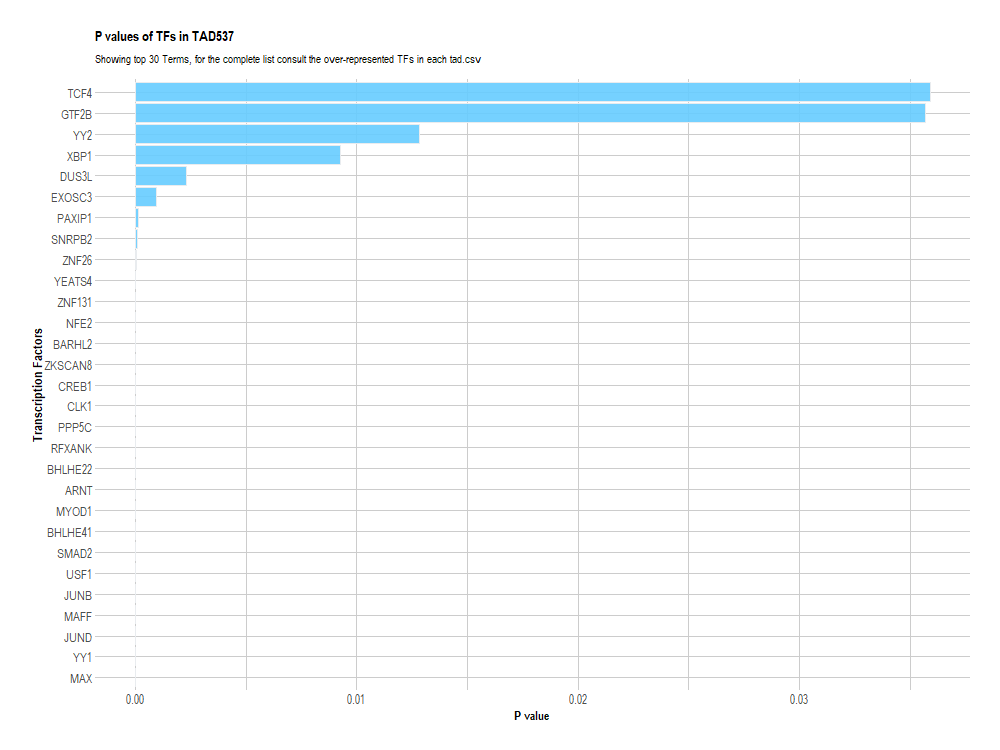 P values of TFs in TAD537
Showing top 30 Terms, for the complete list consult the over-represented TFs in each tad.csv
Transcription Factors
TCF4
GTF2B
YY2
XBP1
DUS3L
EXOSC3
PAXIP1
SNRPB2
ZNF26
YEATS4
ZNF131
NFE2
BARHL2
ZKSCAN8
CREB1
CLK1
PPP5C
RFXANK
BHLHE22
ARNT
MYOD1
BHLHE41
SMAD2
USF1
JUNB
MAFF
JUND
YY1
MAX
0.00 0.01 0.02 0.03
P value